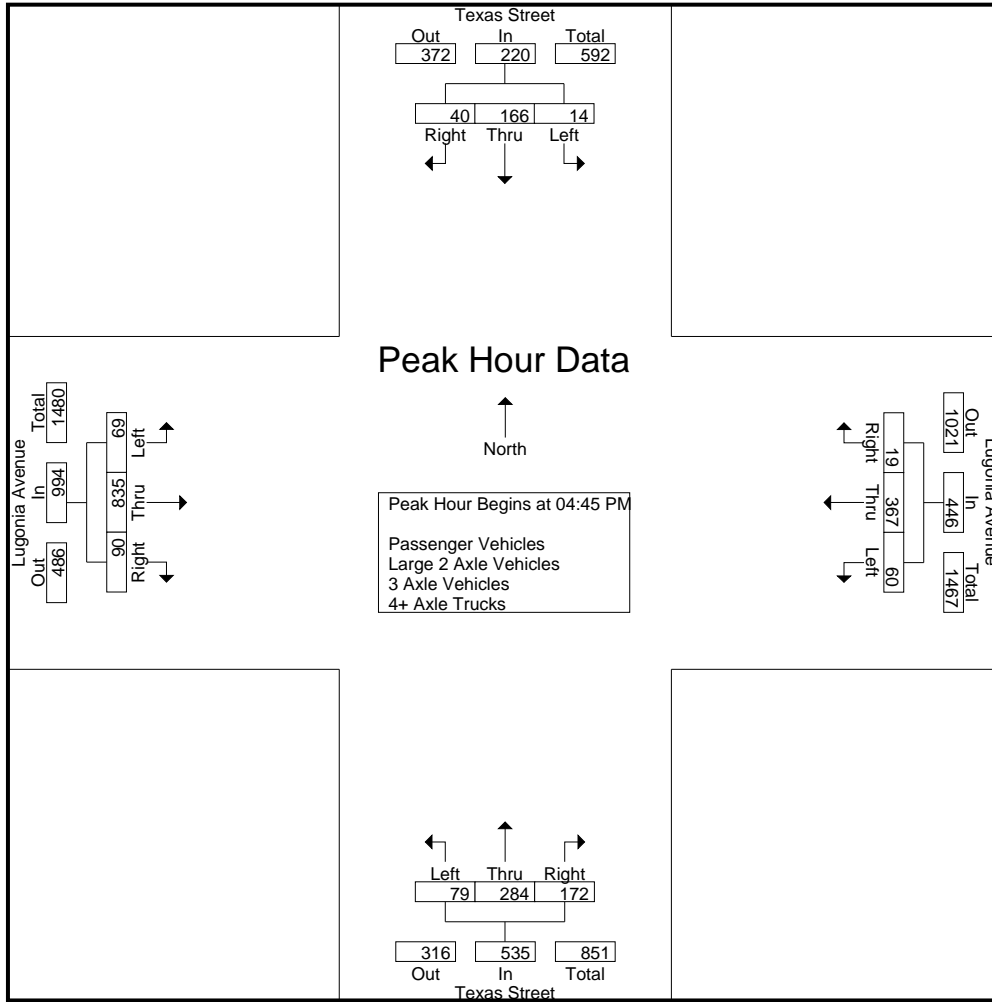 Texas Street
Out In Total
372 220 592
40 166 14
Right Thru Left
Peak Hour Data
North
Peak Hour Begins at 04:45 PM
Passenger Vehicles
Large 2 Axle Vehicles
3 Axle Vehicles
4+ Axle Trucks
Lugonia Avenue
Out In Total
486 994 1480
69 835 90
Left Thru Right
Lugonia Avenue
Out In Total
1021 446 1467
19 367 60
Right Thru Left
Left Thru Right
79 284 172
316 535 851
Out In Total
Texas Street